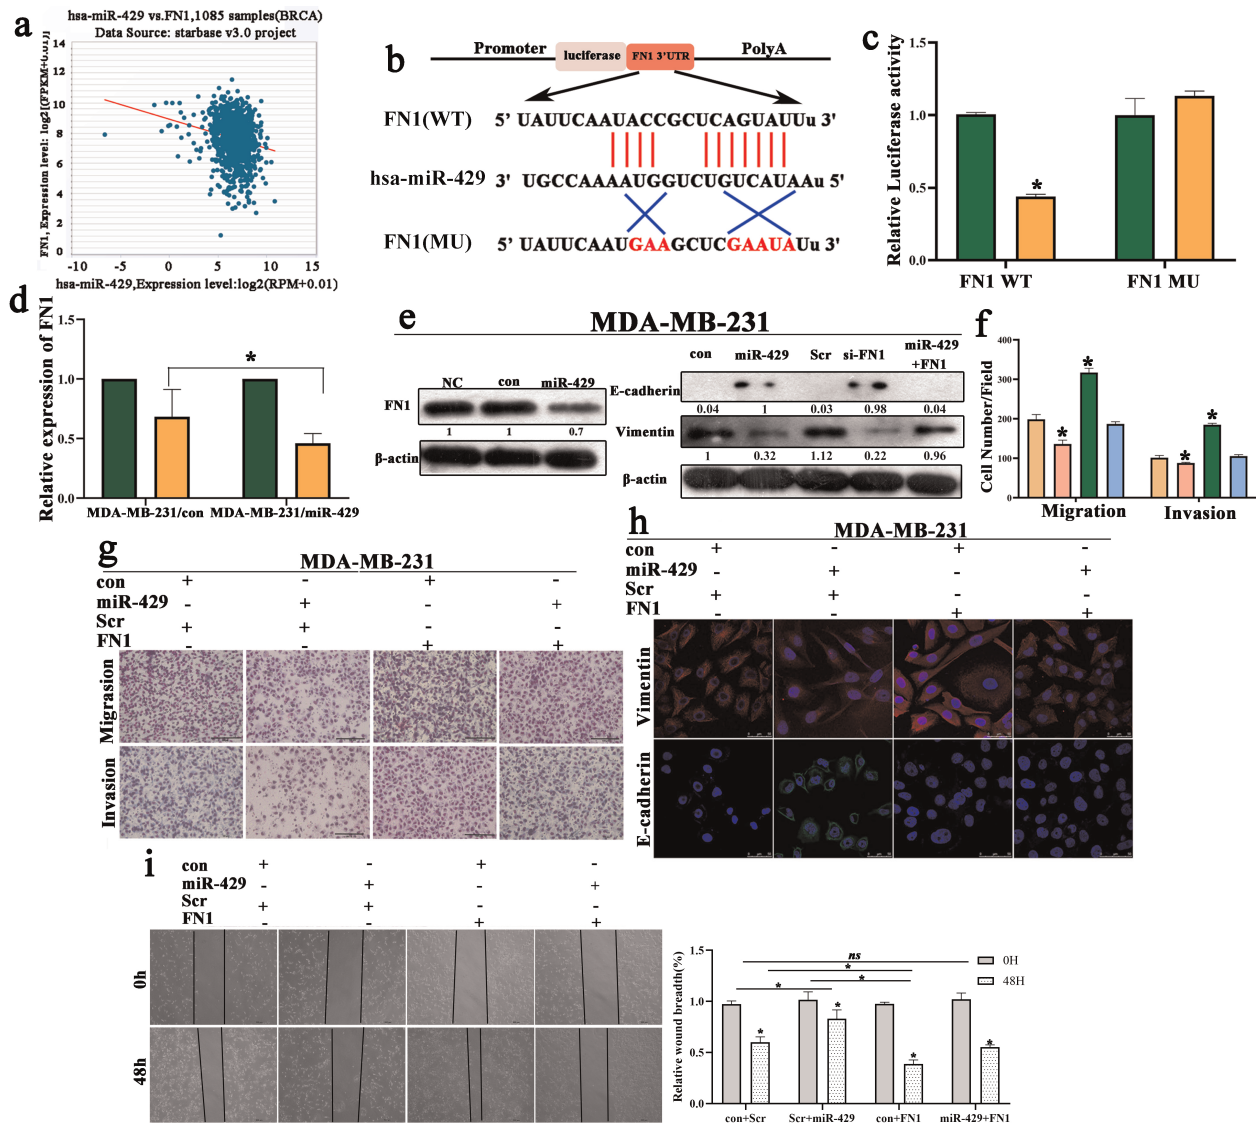 a
hsa-miR-429 vs.FN1,1085 samples(BRCA)
Data Source: starbase v3.0 project
FN1, Expression level: log2[(FPKM+0.01)]
14
12
10
8
6
4
2
0
-10 -5 0 5 10 15
hsa-miR-429,Expression level:log2(RPM+0.01)
b
Promoter luciferase FN1 3'UTR PolyA
FN1(WT) 5' UAUUCAAUACCGCUCAGUAUUu 3'
hsa-miR-429 3' UGCCAAAAUGGUCUGUCAUAAu 5'
FN1(MU) 5' UAUUCAAUGAAGCUCGAAUAUu 3'
c
Relative Luciferase activity
1.5
1.0
0.5
0.0
*
FN1 WT FN1 MU
d
Relative expression of FN1
1.5
1.0
0.5
0.0
*
MDA-MB-231/con MDA-MB-231/miR-429
e
MDA-MB-231
NC con miR-429
FN1
1 1 0.7
β-actin
con miR-429 Scr si-FN1 miR-429
+FN1
E-cadherin
0.04 1 0.03 0.98 0.04
Vimentin
1 0.32 1.12 0.22 0.96
β-actin
f
Cell Number/Field
400
300
200
100
0
* * * *
Migration Invasion
g
MDA-MB-231
con + - + -
miR-429 - + - +
Scr + + - -
FN1 - - + +
Migrasion
Invasion
h
MDA-MB-231
con + - + -
miR-429 - + - +
Scr + + - -
FN1 - - + +
Vimentin
E-cadherin
i
con + - + -
miR-429 - + - +
Scr + + - -
FN1 - - + +
0h
48h
Relative wound breadth(%)
1.5
1.0
0.5
0.0
ns
*
*
*
* * * *
0H
48H
con+Scr Scr+miR-429 con+FN1 miR-429+FN1